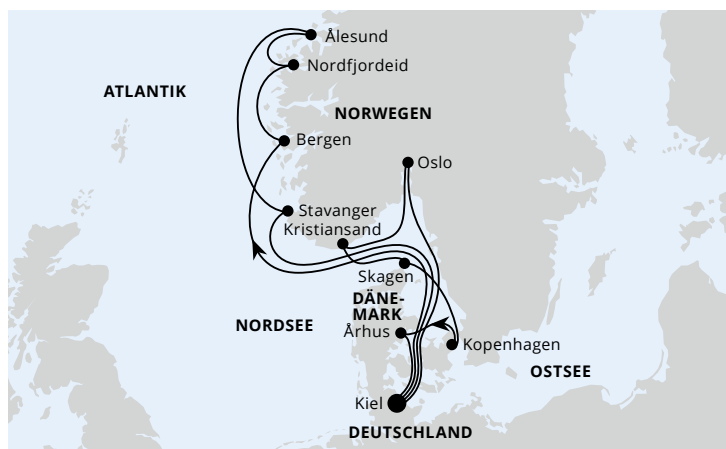 Ålesund
Nordfjordeid
ATLANTIK
NORWEGEN
Bergen
Oslo
Stavanger
Kristiansand
Skagen
DÄNE-
MARK
NORDSEE
Århus
Kopenhagen
OSTSEE
Kiel
DEUTSCHLAND